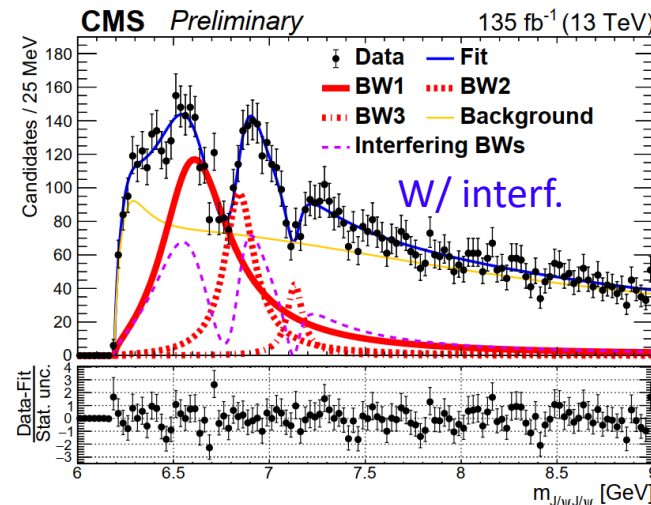 CMS Preliminary 135 fb⁻¹ (13 TeV)
Candidates / 25 MeV
180
160
140
120
100
80
60
40
20
0
Data Fit
BW1 BW2
BW3 Background
Interfering BWs
W/ interf.
Data-Fit
Stat. unc.
4
3
2
1
0
-1
-2
-3
6 6.5 7 7.5 8 8.5 9
m J/ψJ/ψ [GeV]